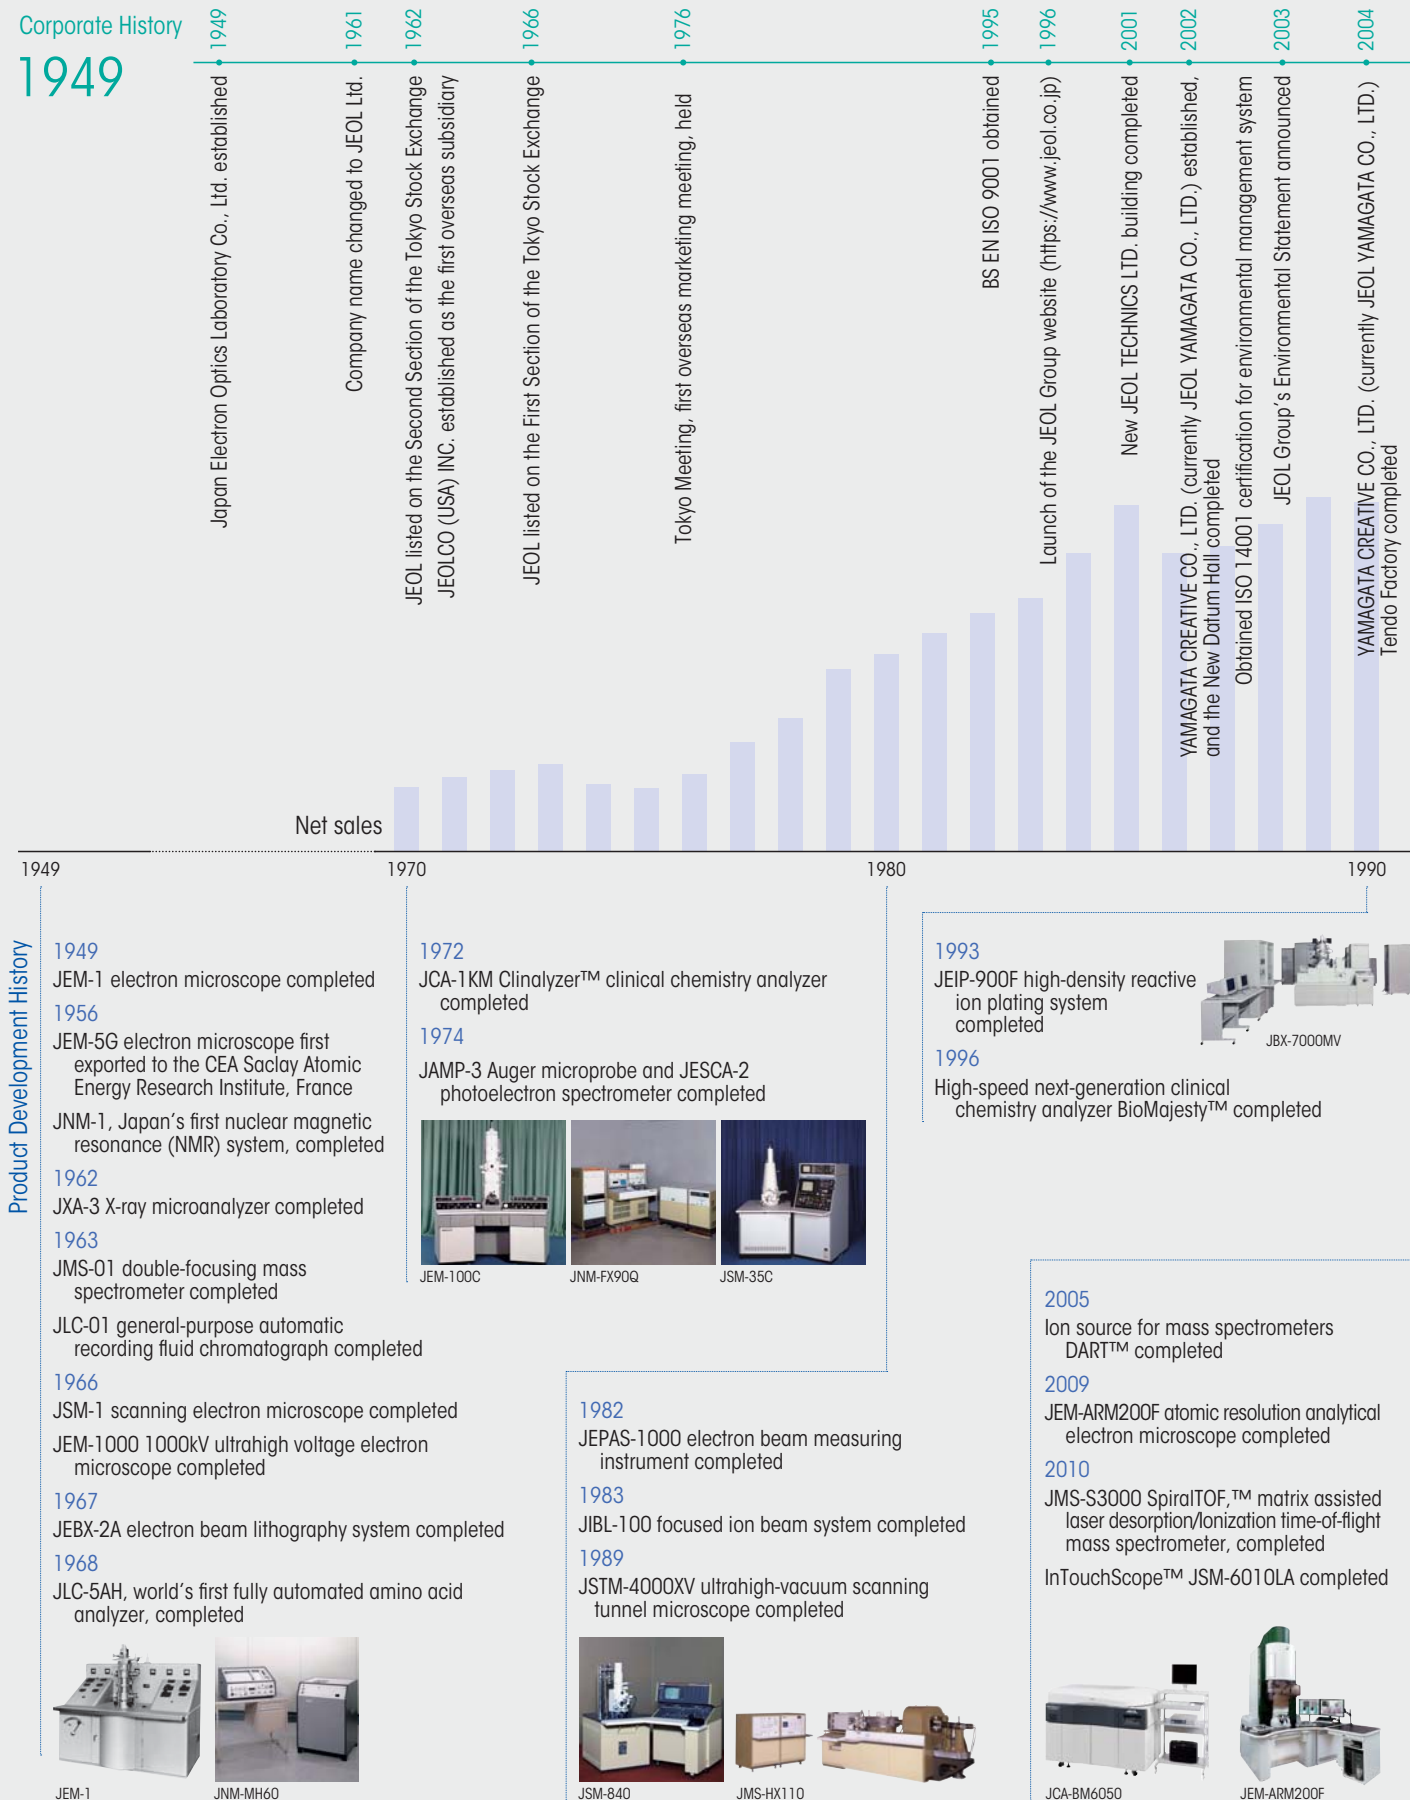 Corporate History
1949
1949
1961
1962
1966
1976
1995
1996
2001
2002
2003
2004
Japan Electron Optics Laboratory Co., Ltd. established
Company name changed to JEOL Ltd.
JEOL listed on the Second Section of the Tokyo Stock Exchange
JEOLCO (USA) INC. established as the first overseas subsidiary
JEOL listed on the First Section of the Tokyo Stock Exchange
Tokyo Meeting, first overseas marketing meeting, held
BS EN ISO 9001 obtained
Launch of the JEOL Group website (https://www.jeol.co.jp)
New JEOL TECHNICS LTD. building completed
YAMAGATA CREATIVE CO., LTD. (currently JEOL YAMAGATA CO., LTD.) established,
and the New Datum Hall completed
Obtained ISO 14001 certification for environmental management system
JEOL Group's Environmental Statement announced
YAMAGATA CREATIVE CO., LTD. (currently JEOL YAMAGATA CO., LTD.)
Tendo Factory completed
Net sales
1949
1970
1980
1990
Product Development History
1949
JEM-1 electron microscope completed
1956
JEM-5G electron microscope first
exported to the CEA Saclay Atomic
Energy Research Institute, France
JNM-1, Japan's first nuclear magnetic
resonance (NMR) system, completed
1962
JXA-3 X-ray microanalyzer completed
1963
JMS-01 double-focusing mass
spectrometer completed
JLC-01 general-purpose automatic
recording fluid chromatograph completed
1966
JSM-1 scanning electron microscope completed
JEM-1000 1000kV ultrahigh voltage electron
microscope completed
1967
JEBX-2A electron beam lithography system completed
1968
JLC-5AH, world's first fully automated amino acid
analyzer, completed
JEM-1
JNM-MH60
1972
JCA-1KM Clinalyzer™ clinical chemistry analyzer
completed
1974
JAMP-3 Auger microprobe and JESCA-2
photoelectron spectrometer completed
JEM-100C
JNM-FX90Q
JSM-35C
1982
JEPAS-1000 electron beam measuring
instrument completed
1983
JIBL-100 focused ion beam system completed
1989
JSTM-4000XV ultrahigh-vacuum scanning
tunnel microscope completed
JSM-840
JMS-HX110
1993
JEIP-900F high-density reactive
ion plating system
completed
JBX-7000MV
1996
High-speed next-generation clinical
chemistry analyzer BioMajesty™ completed
2005
Ion source for mass spectrometers
DART™ completed
2009
JEM-ARM200F atomic resolution analytical
electron microscope completed
2010
JMS-S3000 SpiralTOF,™ matrix assisted
laser desorption/Ionization time-of-flight
mass spectrometer, completed
InTouchScope™ JSM-6010LA completed
JCA-BM6050
JEM-ARM200F